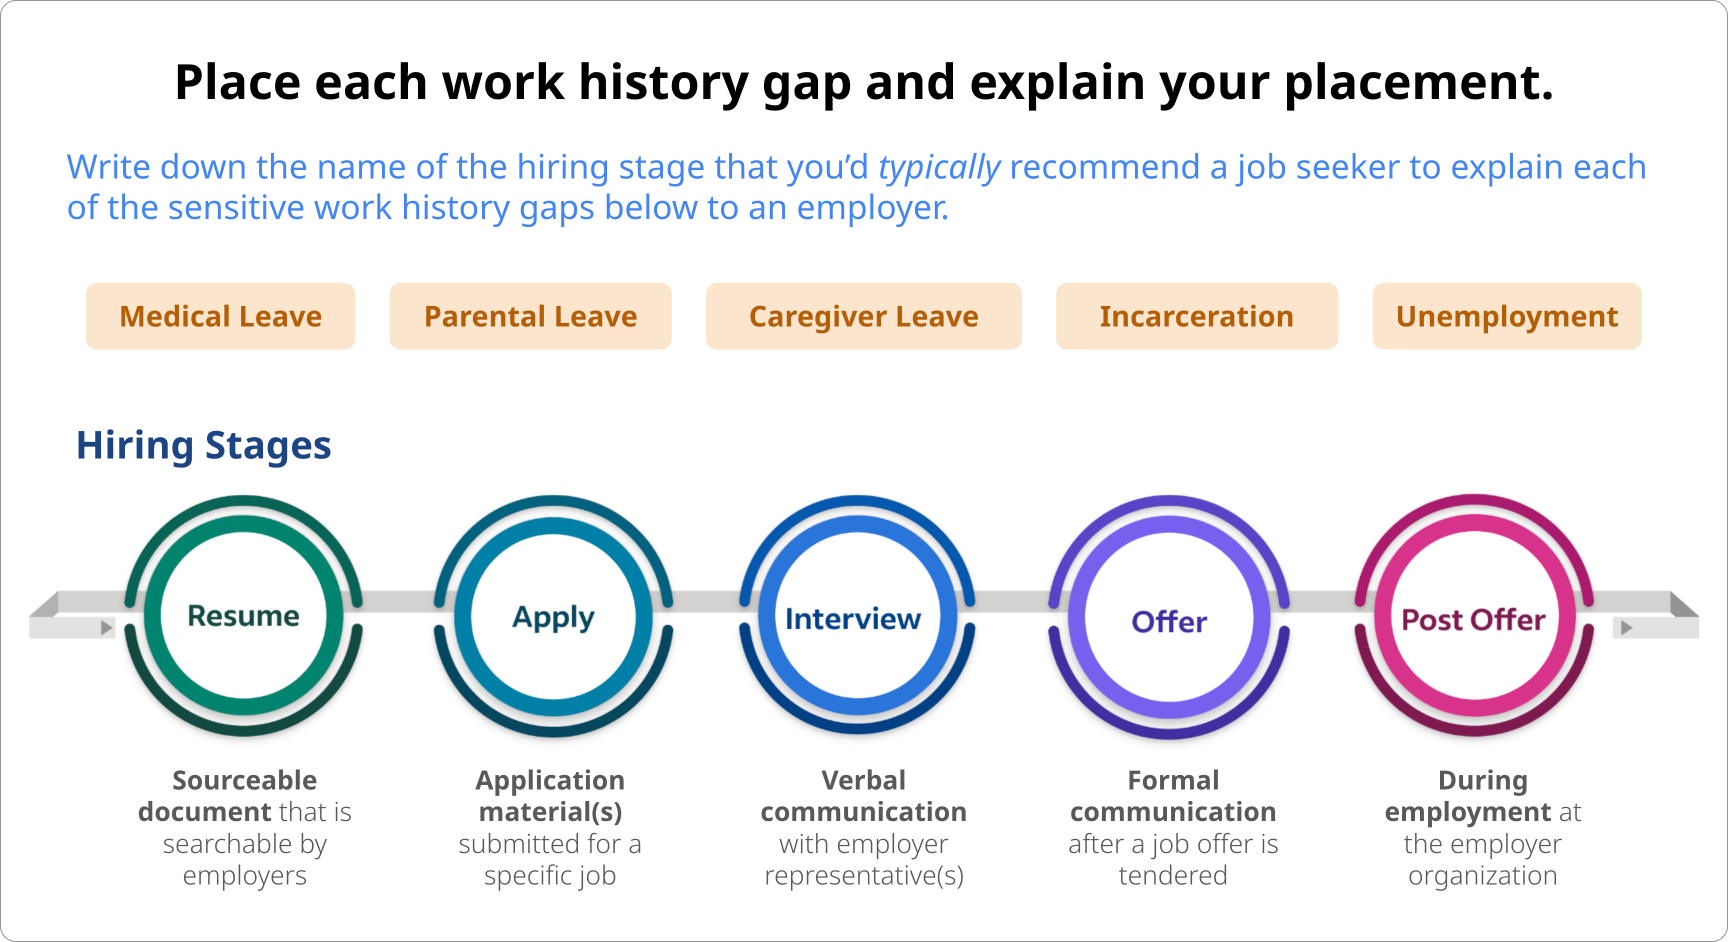 Place each work history gap and explain your placement.
Write down the name of the hiring stage that you’d typically recommend a job seeker to explain each
of the sensitive work history gaps below to an employer.
Medical Leave
Parental Leave
Caregiver Leave
Incarceration
Unemployment
Hiring Stages
Resume
Apply
Interview
Offer
Post Offer
Sourceable
document that is
searchable by
employers
Application
material(s)
submitted for a
specific job
Verbal
communication
with employer
representative(s)
Formal
communication
after a job offer is
tendered
During
employment at
the employer
organization